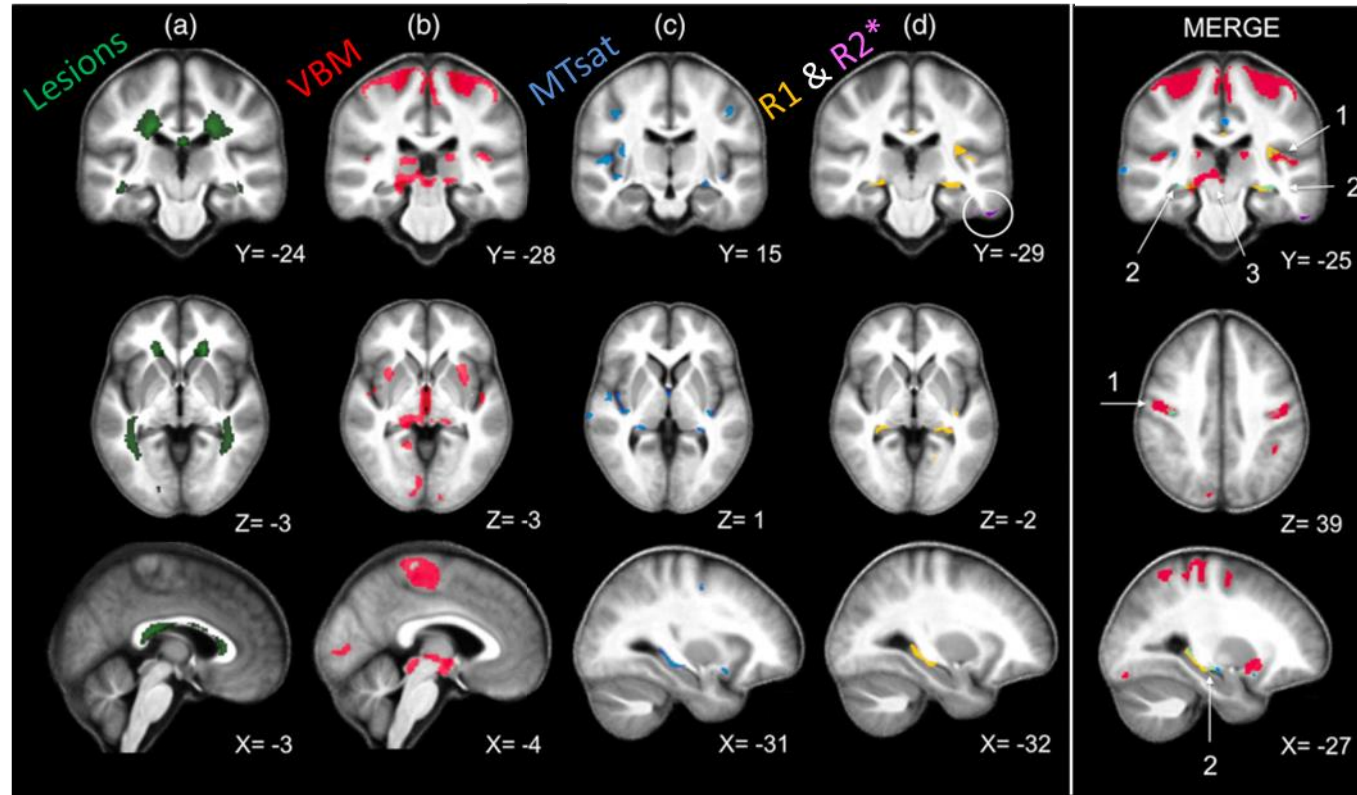 (a) (b) (c) (d) MERGE
Lesions VBM MTsat R1 & R2*
1
2
2 3
Y= -24 Y= -28 Y= 15 Y= -29 Y= -25
1
Z= -3 Z= -3 Z= 1 Z= -2 Z= 39
X= -3 X= -4 X= -31 X= -32 X= -27
2